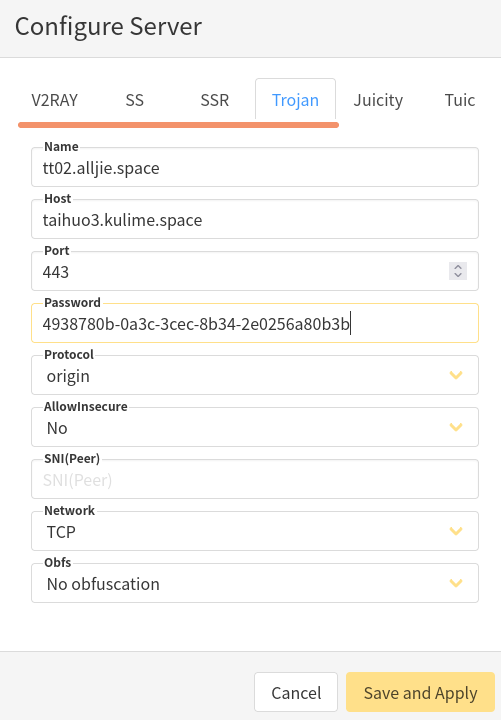 Configure Server
V2RAY SS SSR Trojan Juicity Tuic
Name
tt02.alljie.space
Host
taihuo3.kulime.space
Port
443
Password
4938780b-0a3c-3cec-8b34-2e0256a80b3b
Protocol
origin
AllowInsecure
No
SNI(Peer)
SNI(Peer)
Network
TCP
Obfs
No obfuscation
Cancel Save and Apply